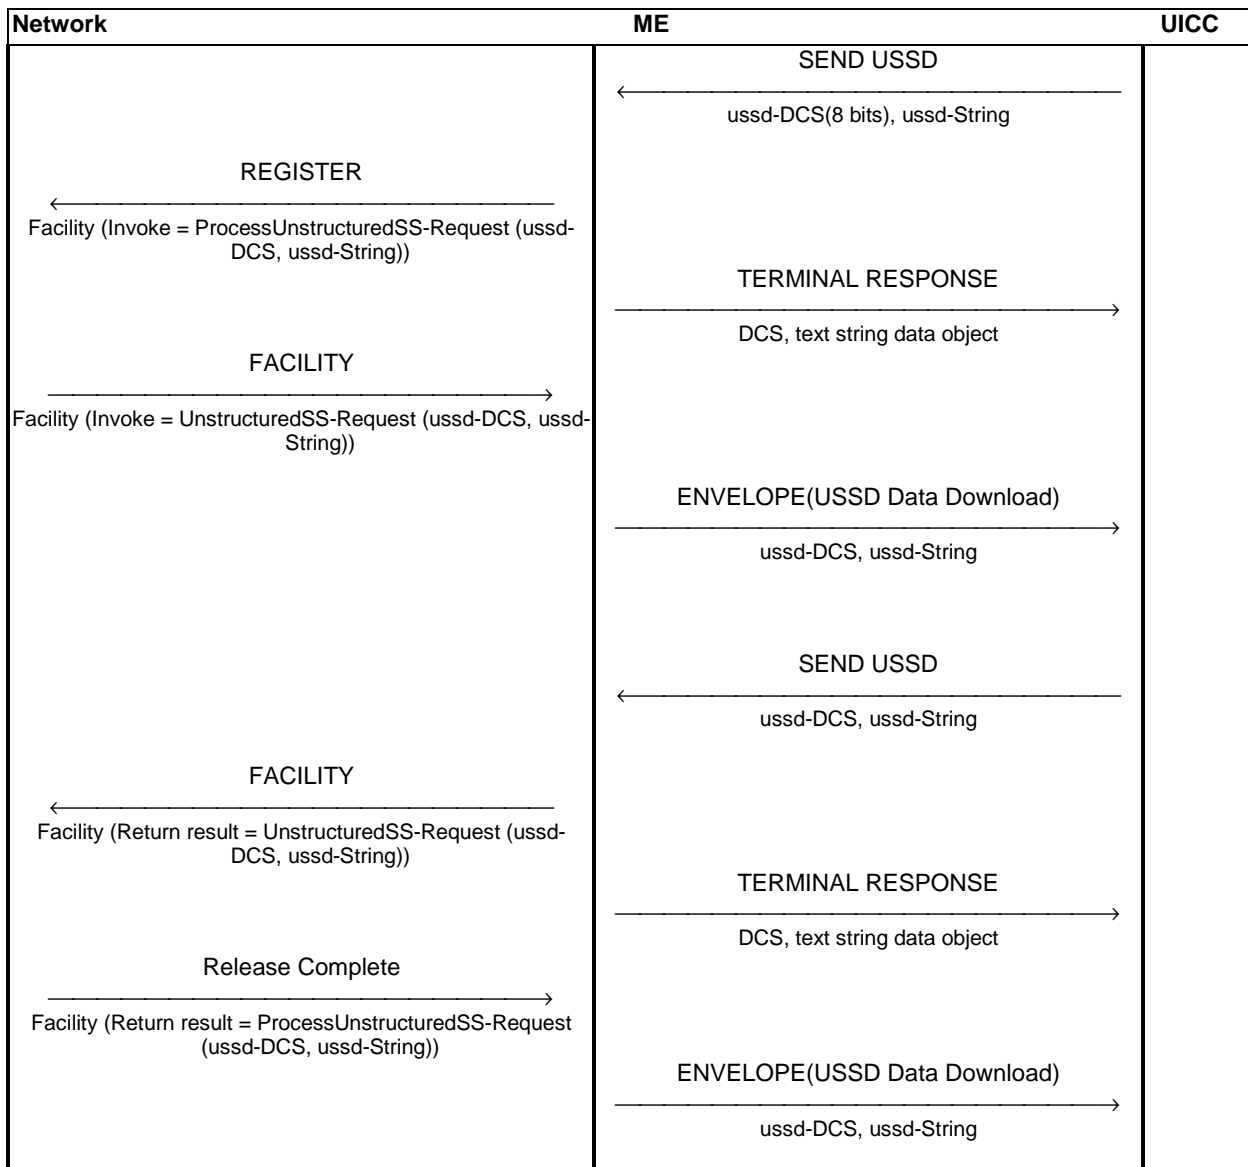 Network ME UICC
SEND USSD
ussd-DCS(8 bits), ussd-String
REGISTER
Facility (Invoke = ProcessUnstructuredSS-Request (ussd-
DCS, ussd-String))
TERMINAL RESPONSE
DCS, text string data object
FACILITY
Facility (Invoke = UnstructuredSS-Request (ussd-DCS, ussd-
String))
ENVELOPE(USSD Data Download)
ussd-DCS, ussd-String
SEND USSD
ussd-DCS, ussd-String
FACILITY
Facility (Return result = UnstructuredSS-Request (ussd-
DCS, ussd-String))
TERMINAL RESPONSE
DCS, text string data object
Release Complete
Facility (Return result = ProcessUnstructuredSS-Request
(ussd-DCS, ussd-String))
ENVELOPE(USSD Data Download)
ussd-DCS, ussd-String